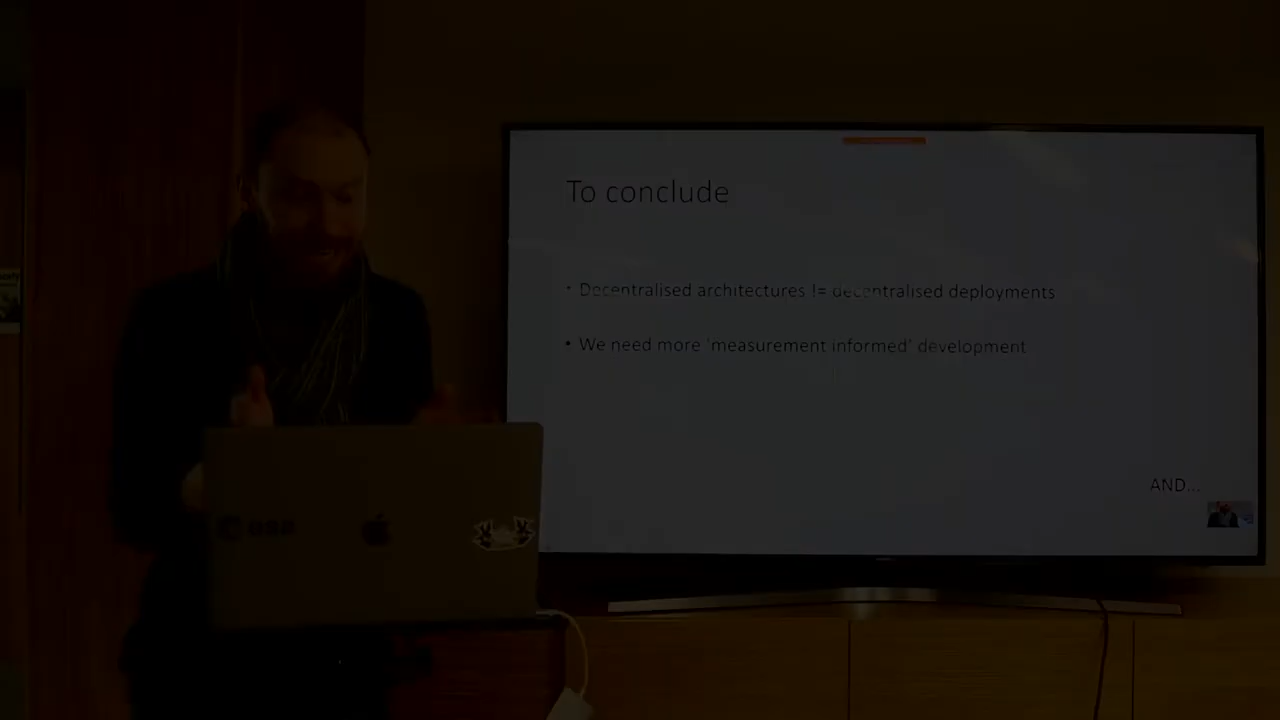 To conclude
• Decentralised architectures != decentralised deployments
• We need more 'measurement informed' development
AND...